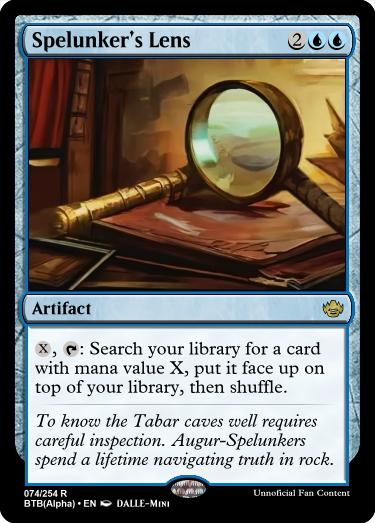 Spelunker's Lens 2
Artifact
X, : Search your library for a card
with mana value X, put it face up on
top of your library, then shuffle.
To know the Tabar caves well requires
careful inspection. Augur-Spelunkers
spend a lifetime navigating truth in rock.
074/254 R
BTB(Alpha) • EN DALLE-Mini
Unnofficial Fan Content